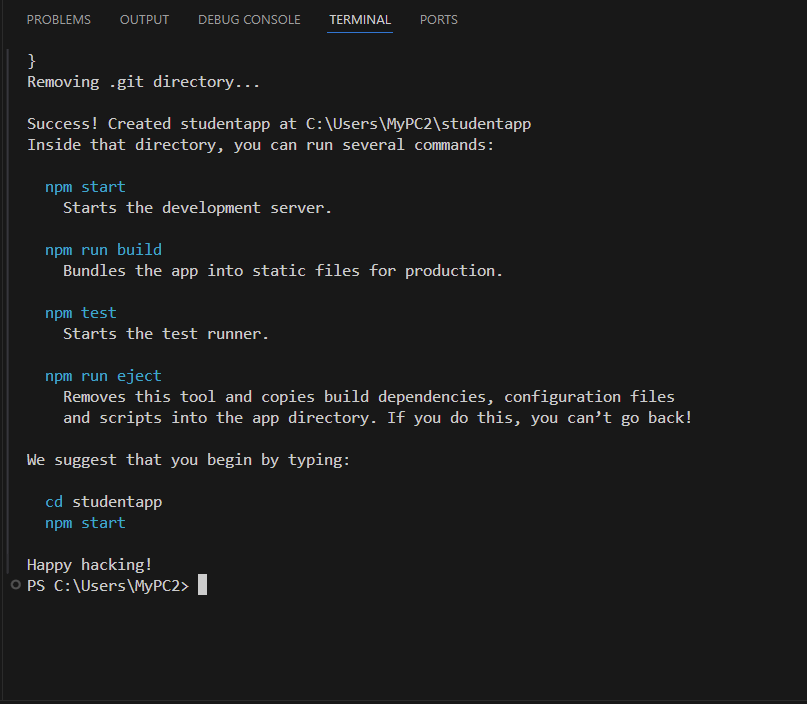 PROBLEMS OUTPUT DEBUG CONSOLE TERMINAL PORTS
}
Removing .git directory...
Success! Created studentapp at C:\Users\MyPC2\studentapp
Inside that directory, you can run several commands:
npm start
Starts the development server.
npm run build
Bundles the app into static files for production.
npm test
Starts the test runner.
npm run eject
Removes this tool and copies build dependencies, configuration files
and scripts into the app directory. If you do this, you can’t go back!
We suggest that you begin by typing:
cd studentapp
npm start
Happy hacking!
PS C:\Users\MyPC2>